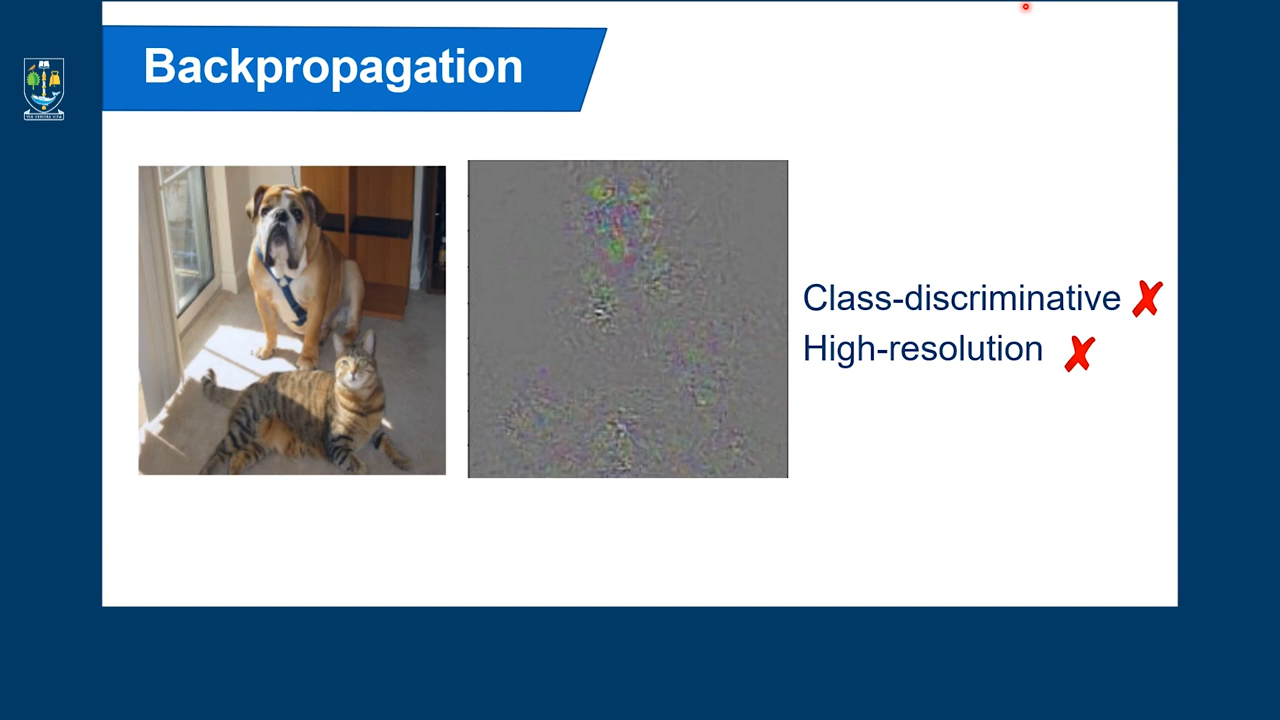 Backpropagation
Class-discriminative ✘
High-resolution ✘